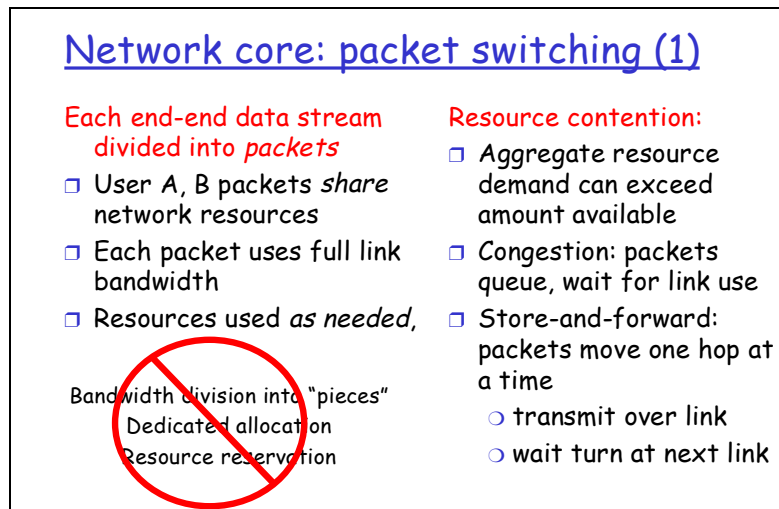 Network core: packet switching (1)
Each end-end data stream
divided into packets
User A, B packets share
network resources
Each packet uses full link
bandwidth
Resources used as needed,
Bandwidth division into “pieces”
Dedicated allocation
Resource reservation
Resource contention:
Aggregate resource
demand can exceed
amount available
Congestion: packets
queue, wait for link use
Store-and-forward:
packets move one hop at
a time
transmit over link
wait turn at next link